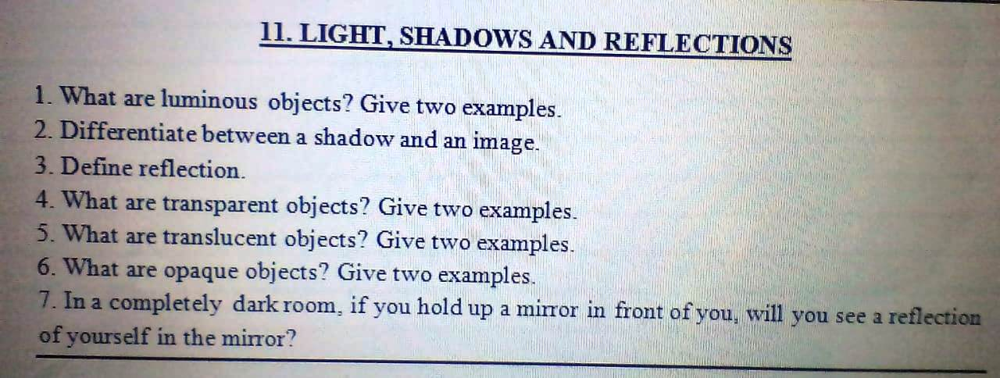 11. LIGHT, SHADOWS AND REFLECTIONS
1. What are luminous objects? Give two examples.
2. Differentiate between a shadow and an image.
3. Define reflection.
4. What are transparent objects? Give two examples.
5. What are translucent objects? Give two examples.
6. What are opaque objects? Give two examples.
7. In a completely dark room, if you hold up a mirror in front of you, will you see a reflection
of yourself in the mirror?